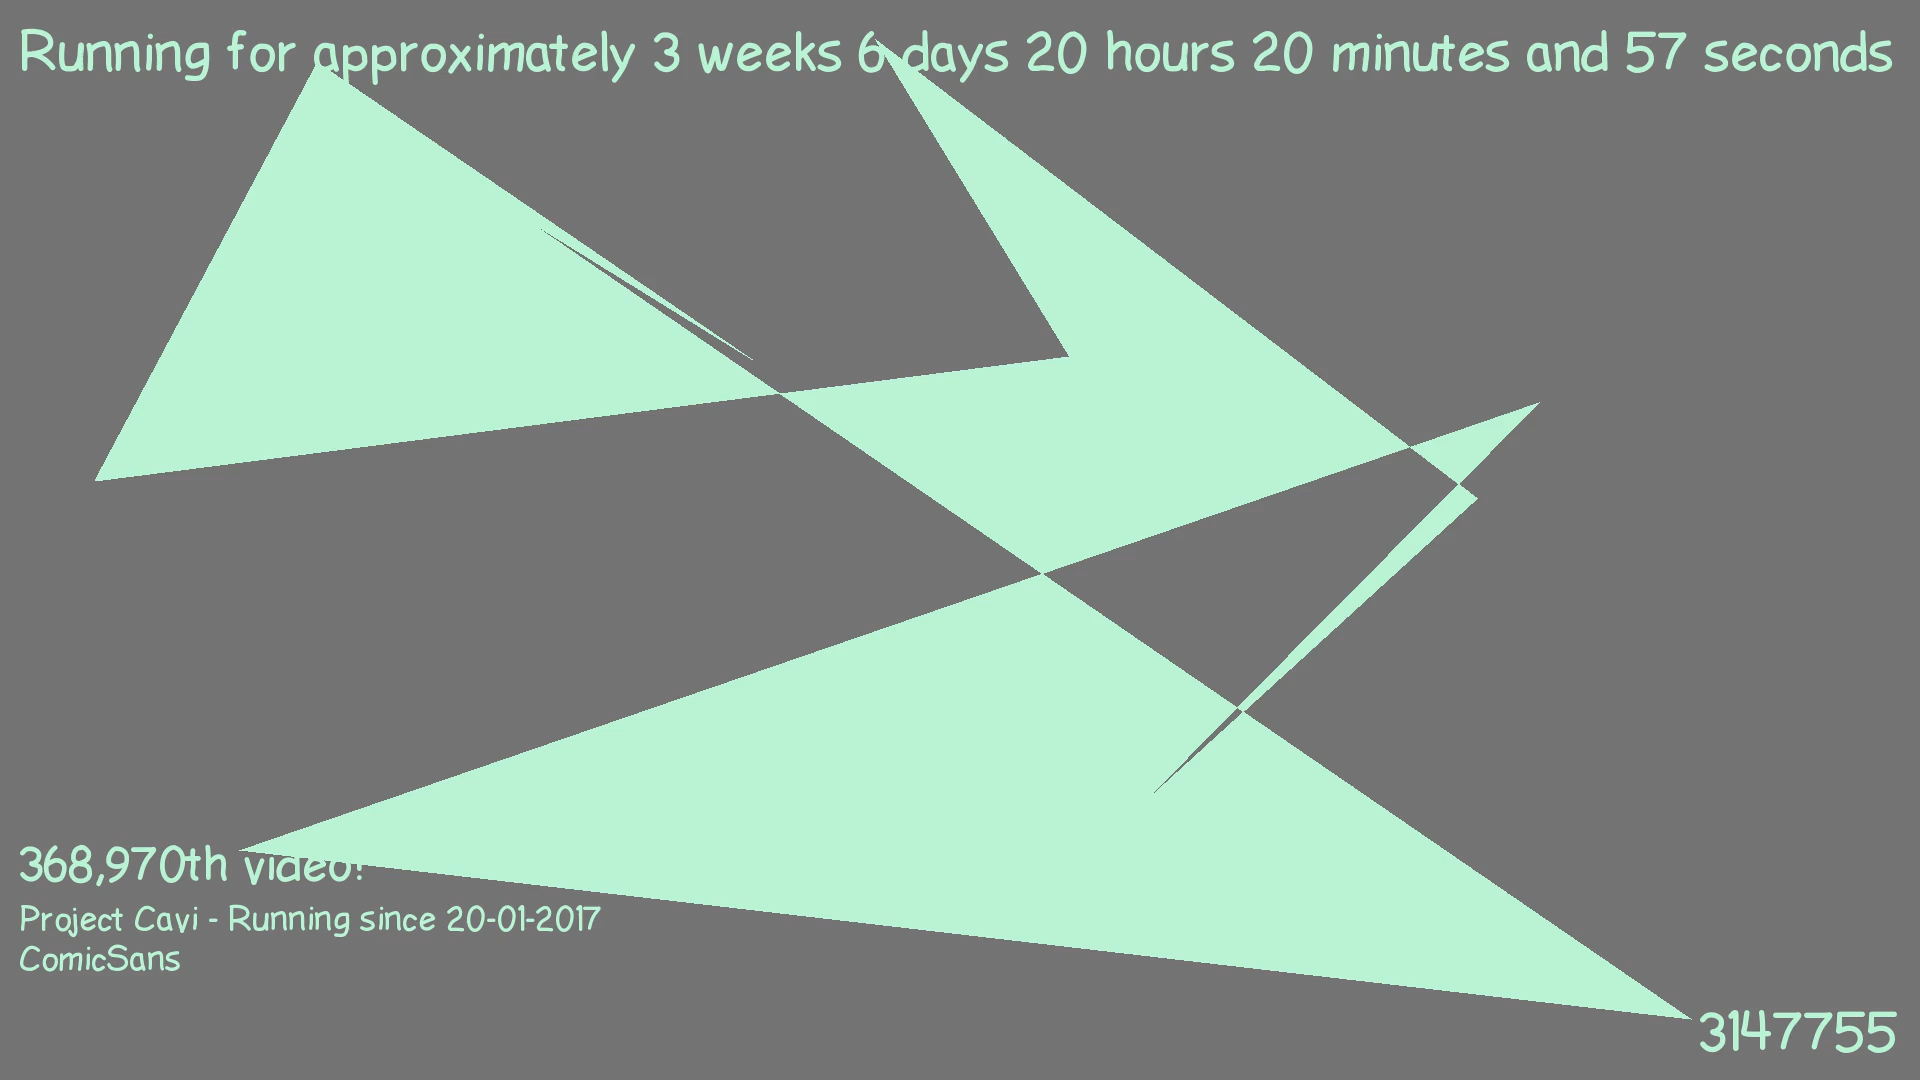 Running for approximately 3 weeks 6 days 20 hours 20 minutes and 57 seconds
368,970th video!
Project Cavi - Running since 20-01-2017
ComicSans
3147755